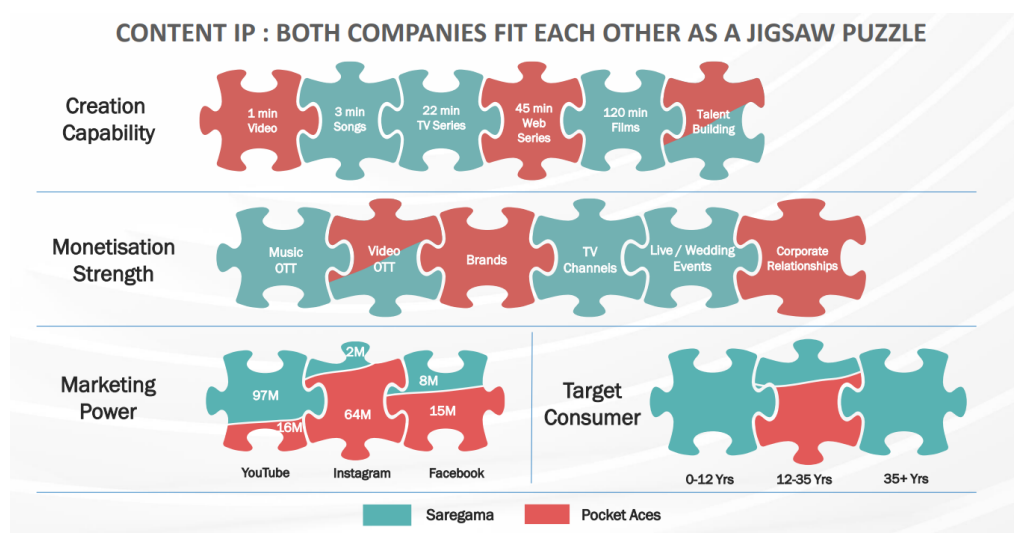 CONTENT IP : BOTH COMPANIES FIT EACH OTHER AS A JIGSAW PUZZLE
Creation
Capability
1 min
Video
3 min
Songs
22 min
TV Series
45 min
Web
Series
120 min
Films
Talent
Building
Monetisation
Strength
Music
OTT
Video
OTT
Brands
TV
Channels
Live / Wedding
Events
Corporate
Relationships
Marketing
Power
97M
16M
YouTube
.2M
64M
Instagram
8M
15M
Facebook
Target
Consumer
0-12 Yrs
12-35 Yrs
35+ Yrs
Saregama
Pocket Aces